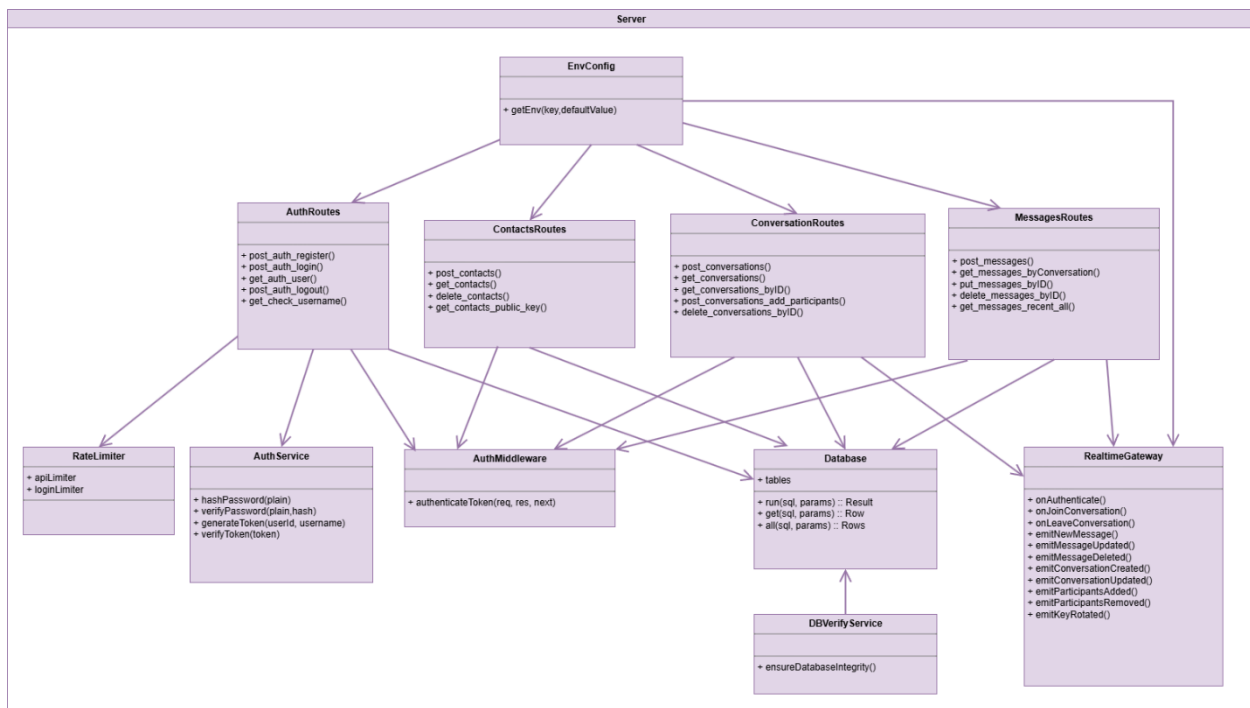 Server
EnvConfig
+ getEnv(key,defaultValue)
AuthRoutes
+ post_auth_register()
+ post_auth_login()
+ get_auth_user()
+ post_auth_logout()
+ get_check_username()
ContactsRoutes
+ post_contacts()
+ get_contacts()
+ delete_contacts()
+ get_contacts_public_key()
ConversationRoutes
+ post_conversations()
+ get_conversations()
+ get_conversations_byID()
+ post_conversations_add_participants()
+ delete_conversations_byID()
MessagesRoutes
+ post_messages()
+ get_messages_byConversation()
+ put_messages_byID()
+ delete_messages_byID()
+ get_messages_recent_all()
RateLimiter
+ apiLimiter
+ loginLimiter
AuthService
+ hashPassword(plain)
+ verifyPassword(plain,hash)
+ generateToken(userId, username)
+ verifyToken(token)
AuthMiddleware
+ authenticateToken(req, res, next)
Database
+ tables
+ run(sql, params) :: Result
+ get(sql, params) :: Row
+ all(sql, params) :: Rows
RealtimeGateway
+ onAuthenticate()
+ onJoinConversation()
+ onLeaveConversation()
+ emitNewMessage()
+ emitMessageUpdated()
+ emitMessageDeleted()
+ emitConversationCreated()
+ emitConversationUpdated()
+ emitParticipantsAdded()
+ emitParticipantsRemoved()
+ emitKeyRotated()
DBVerifyService
+ ensureDatabaseIntegrity()